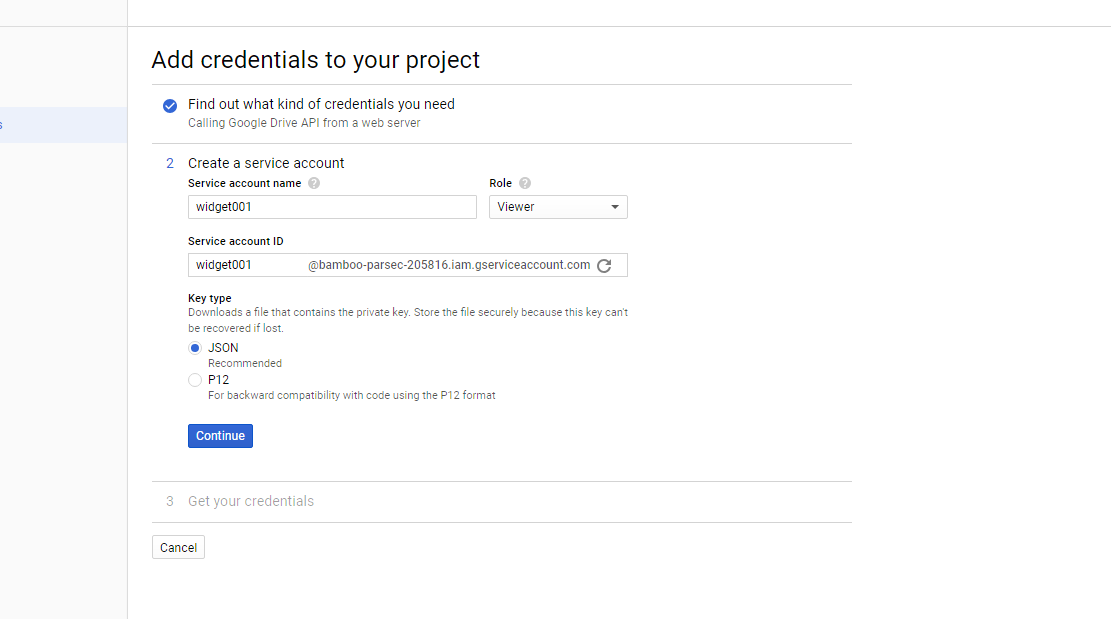 Add credentials to your project
Find out what kind of credentials you need
Calling Google Drive API from a web server
2 Create a service account
Service account name ? Role ?
widget001 Viewer
Service account ID
widget001 @bamboo-parsec-205816.iam.gserviceaccount.com
Key type
Downloads a file that contains the private key. Store the file securely because this key can't
be recovered if lost.
JSON
Recommended
P12
For backward compatibility with code using the P12 format
Continue
3 Get your credentials
Cancel